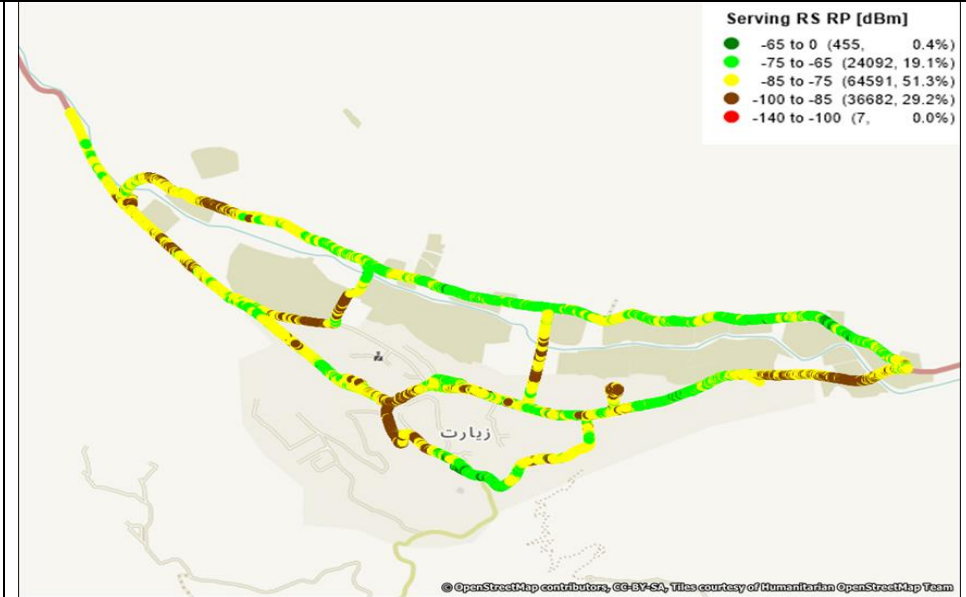 Serving RS RP [dBm]
-65 to 0 (455, 0.4%)
-75 to -65 (24092, 19.1%)
-85 to -75 (64591, 51.3%)
-100 to -85 (36682, 29.2%)
-140 to -100 (7, 0.0%)
زیارت
© OpenStreetMap contributors, CC-BY-SA, Tiles courtesy of Humanitarian OpenStreetMap Team